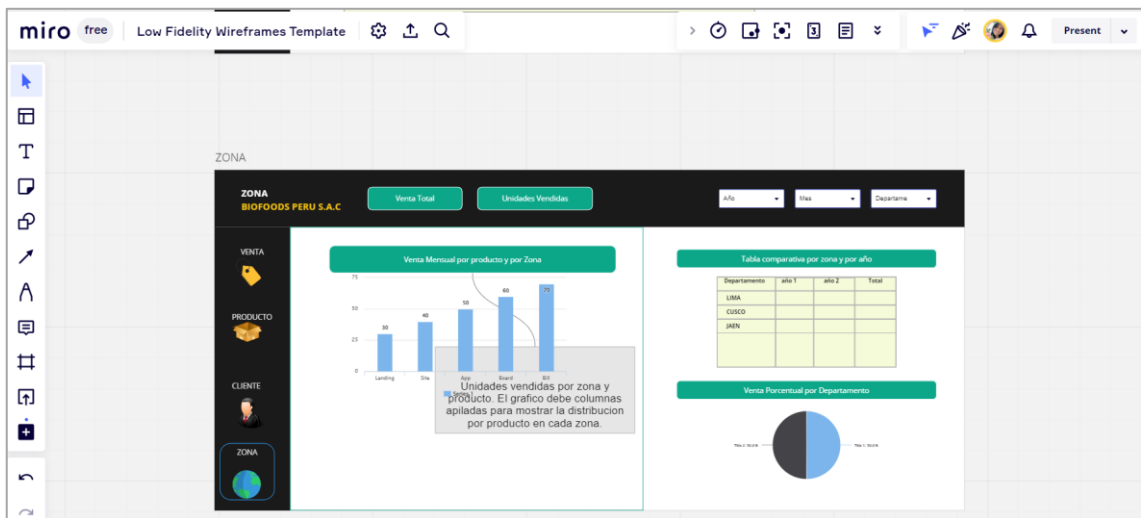 miro free Low Fidelity Wireframes Template
3
Present
ZONA
ZONA
BIOFOODS PERU S.A.C
Venta Total
Unidades Vendidas
Año
Mes
Departame
VENTA
PRODUCTO
CLIENTE
ZONA
Venta Mensual por producto y por Zona
75
50
25
0
30
40
50
60
Landing
Site
App
Board
Unidades vendidas por zona y
producto. El grafico debe columnas
apiladas para mostrar la distribucion
por producto en cada zona.
Tabla comparativa por zona y por año
Departamento año 1 año 2 Total
LIMA
CUSCO
JAEN
Venta Porcentual por Departamento